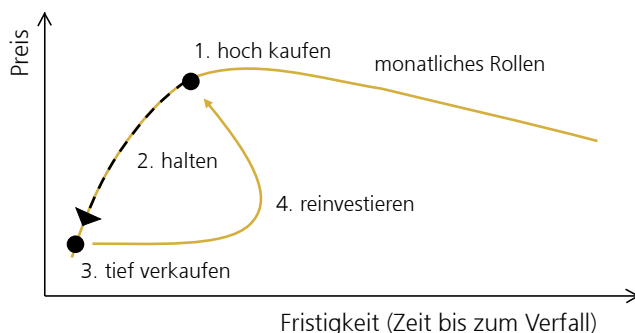 Preis
1. hoch kaufen
monatliches Rollen
2. halten
4. reinvestieren
3. tief verkaufen
Fristigkeit (Zeit bis zum Verfall)